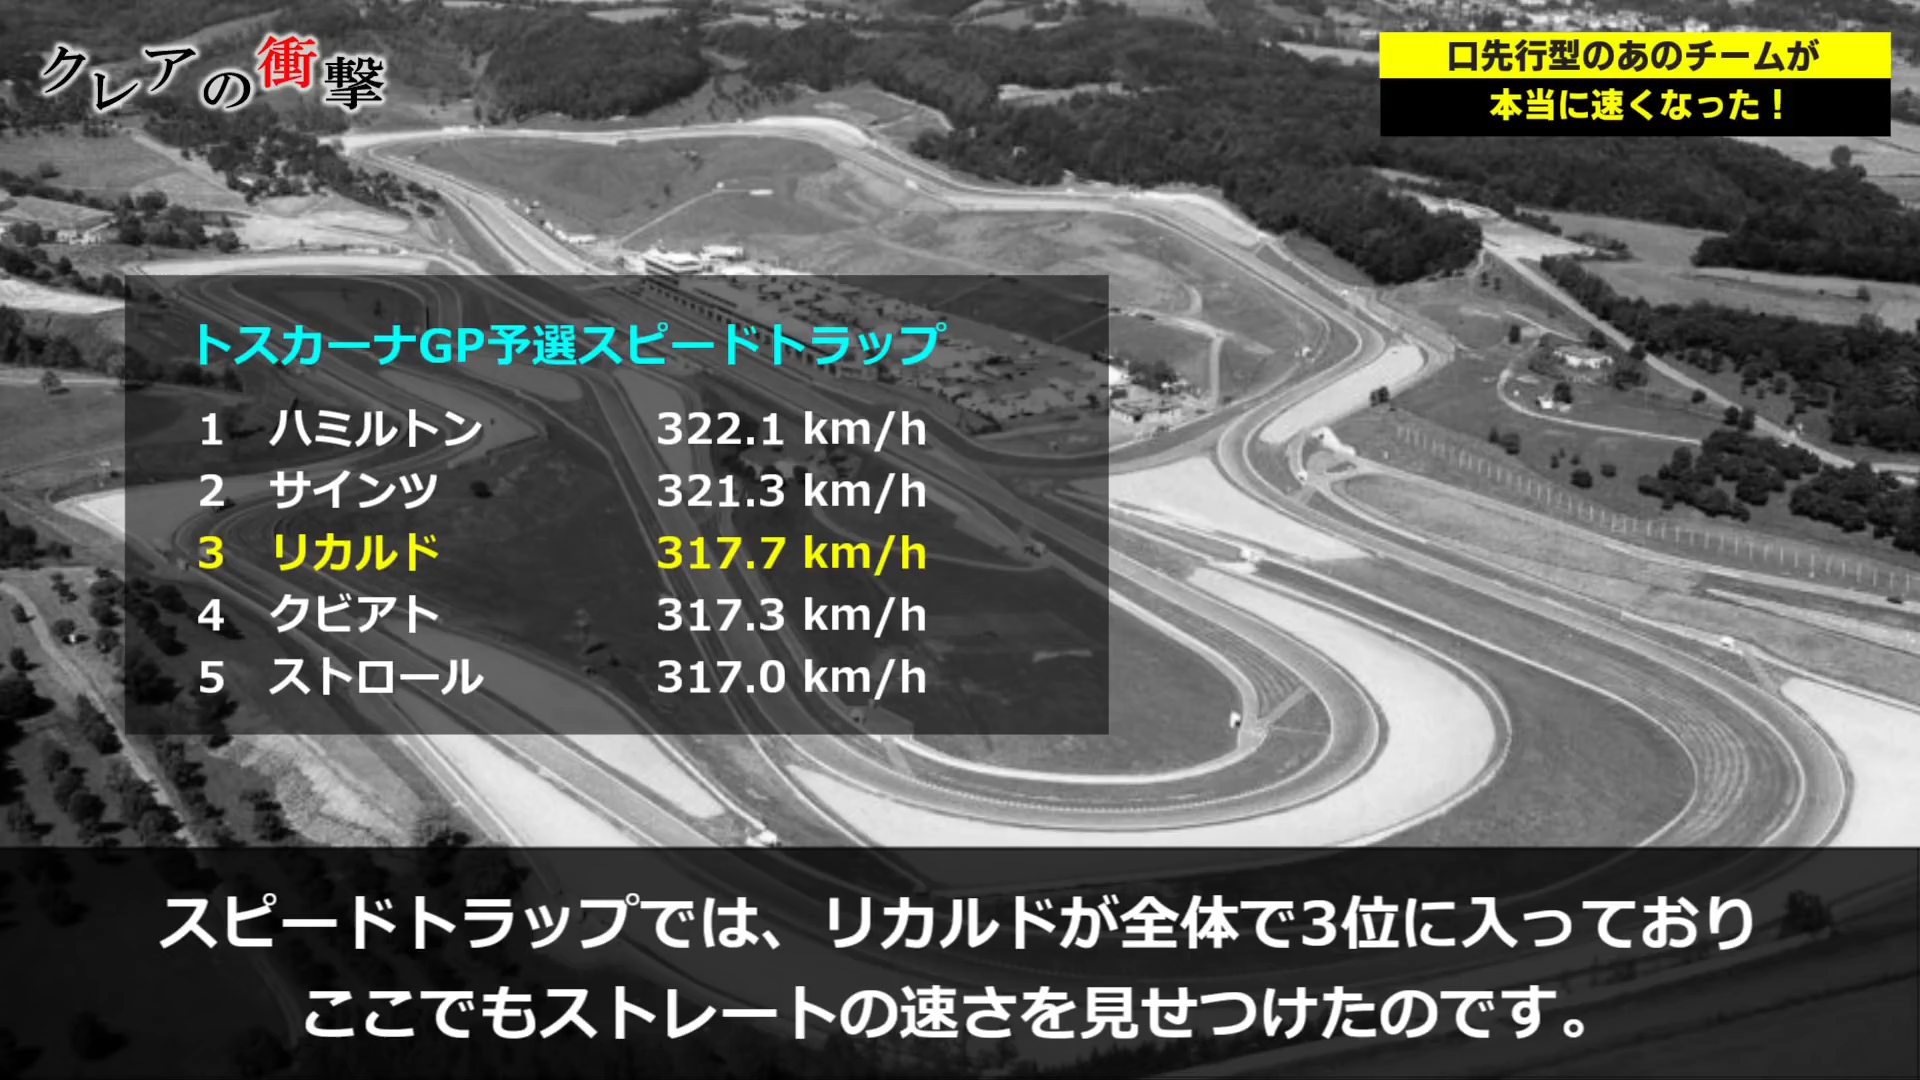 クレアの衝撃
口先行型のあのチームが
本当に速くなった！
トスカーナGP予選スピードトラップ
1 ハミルトン 322.1 km/h
2 サインツ 321.3 km/h
3 リカルド 317.7 km/h
4 クビアト 317.3 km/h
5 ストロール 317.0 km/h
スピードトラップでは、リカルドが全体で3位に入っており
ここでもストレートの速さを見せつけたのです。